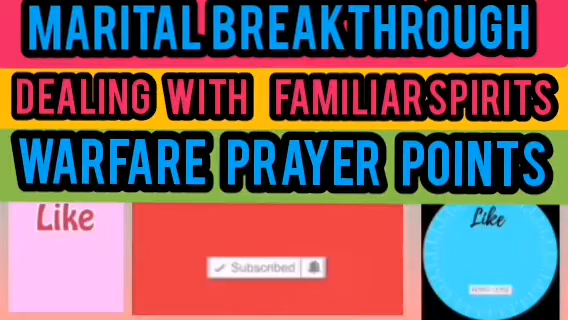 MARITAL BREAKTHROUGH
DEALING WITH FAMILIAR SPIRITS
WARFARE PRAYER POINTS
Like
Like
Subscribed